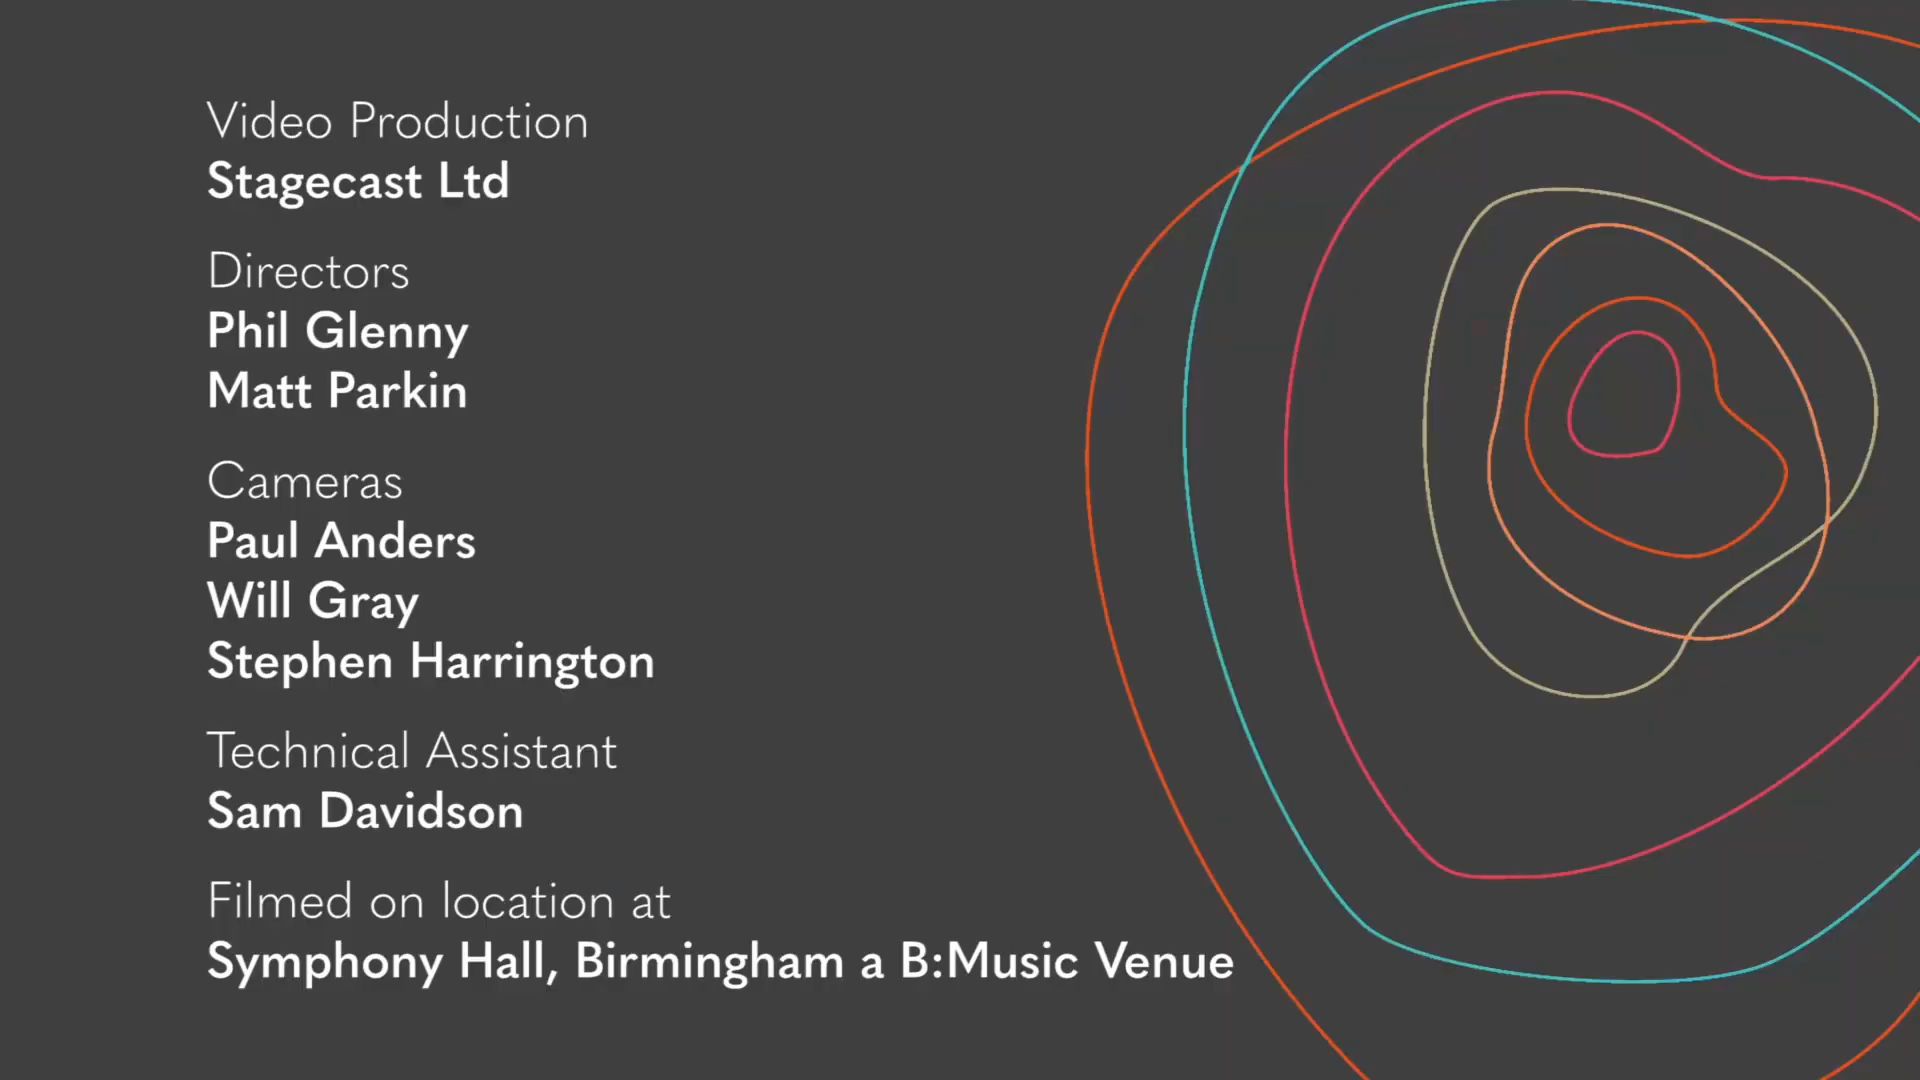 Video Production
Stagecast Ltd
Directors
Phil Glenny
Matt Parkin
Cameras
Paul Anders
Will Gray
Stephen Harrington
Technical Assistant
Sam Davidson
Filmed on location at
Symphony Hall, Birmingham a B:Music Venue